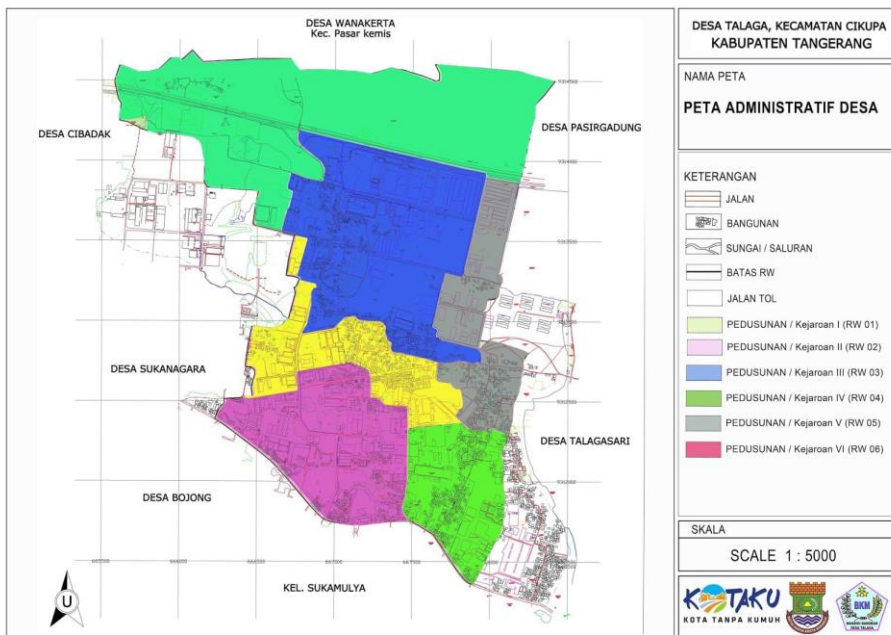 DESA WANAKERTA
Kec. Pasar kemis
DESA CIBADAK
DESA PASIRGADUNG
DESA SUKANAGARA
DESA TALAGASARI
DESA BOJONG
KEL. SUKAMULYA
U
DESA TALAGA, KECAMATAN CIKUPA
KABUPATEN TANGERANG
NAMA PETA
PETA ADMINISTRATIF DESA
KETERANGAN
JALAN
BANGUNAN
SUNGAI / SALURAN
BATAS RW
JALAN TOL
PEDUSUNAN / Kejaroan I (RW 01)
PEDUSUNAN / Kejaroan II (RW 02)
PEDUSUNAN / Kejaroan III (RW 03)
PEDUSUNAN / Kejaroan IV (RW 04)
PEDUSUNAN / Kejaroan V (RW 05)
PEDUSUNAN / Kejaroan VI (RW 06)
SKALA
SCALE 1 : 5000
KOTAKU
KOTA TANPA KUMUH
BKM
DESA TALAGA